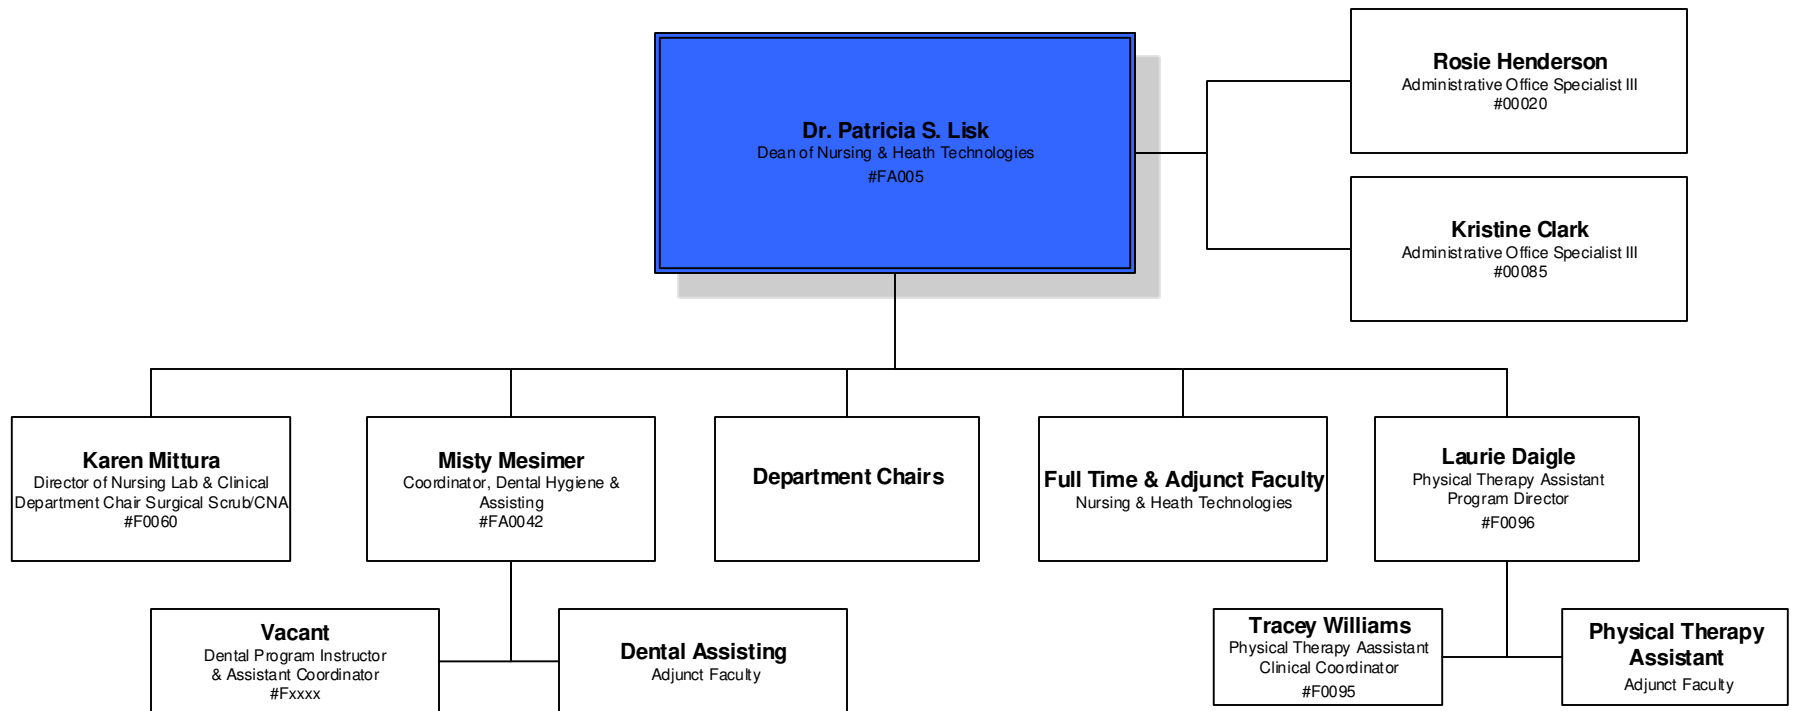 Rosie Henderson
Administrative Office Specialist III
#00020
Dr. Patricia S. Lisk
Dean of Nursing & Heath Technologies
#FA005
Kristine Clark
Administrative Office Specialist III
#00085
Karen Mittura
Director of Nursing Lab & Clinical
Department Chair Surgical Scrub/CNA
#F0060
Misty Mesimer
Coordinator, Dental Hygiene &
Assisting
#FA0042
Department Chairs
Full Time & Adjunct Faculty
Nursing & Heath Technologies
Laurie Daigle
Physical Therapy Assistant
Program Director
#F0096
Vacant
Dental Program Instructor
& Assistant Coordinator
#Fxxxx
Dental Assisting
Adjunct Faculty
Tracey Williams
Physical Therapy Aassistant
Clinical Coordinator
#F0095
Physical Therapy
Assistant
Adjunct Faculty